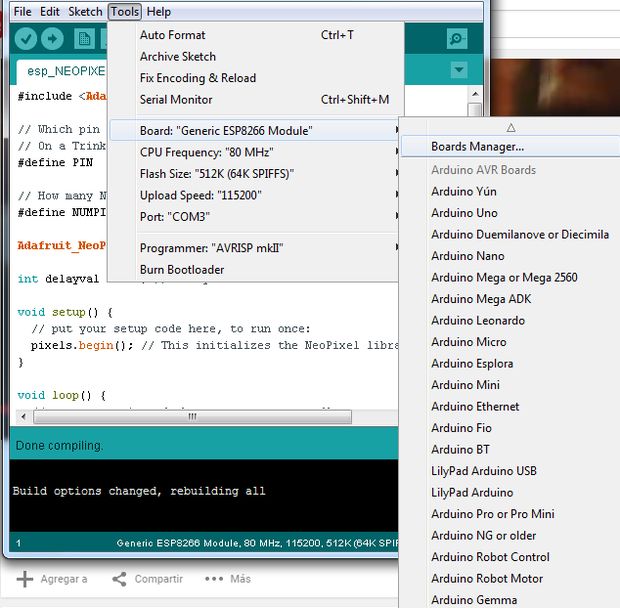 File Edit Sketch Tools Help
Auto Format Ctrl+T
Archive Sketch
Fix Encoding & Reload
Serial Monitor Ctrl+Shift+M
Board: "Generic ESP8266 Module"
CPU Frequency: "80 MHz"
Flash Size: "512K (64K SPIFFS)"
Upload Speed: "115200"
Port: "COM3"
Programmer: "AVRISP mkII"
Burn Bootloader
Boards Manager...
Arduino AVR Boards
Arduino Yún
Arduino Uno
Arduino Duemilanove or Diecimila
Arduino Nano
Arduino Mega or Mega 2560
Arduino Mega ADK
Arduino Leonardo
Arduino Micro
Arduino Esplora
Arduino Mini
Arduino Ethernet
Arduino Fio
Arduino BT
LilyPad Arduino USB
LilyPad Arduino
Arduino Pro or Pro Mini
Arduino NG or older
Arduino Robot Control
Arduino Robot Motor
Arduino Gemma
esp_NEOPIXE
#include <Ada
// Which pin
// On a Trink
#define PIN
// How many N
#define NUMPI
Adafruit_NeoP
int delayval
void setup() {
// put your setup code here, to run once:
pixels.begin(); // This initializes the NeoPixel libra
}
void loop() {
Done compiling.
Build options changed, rebuilding all
1 Generic ESP8266 Module, 80 MHz, 115200, 512K (64K SPIF
Agregar a Compartir Más